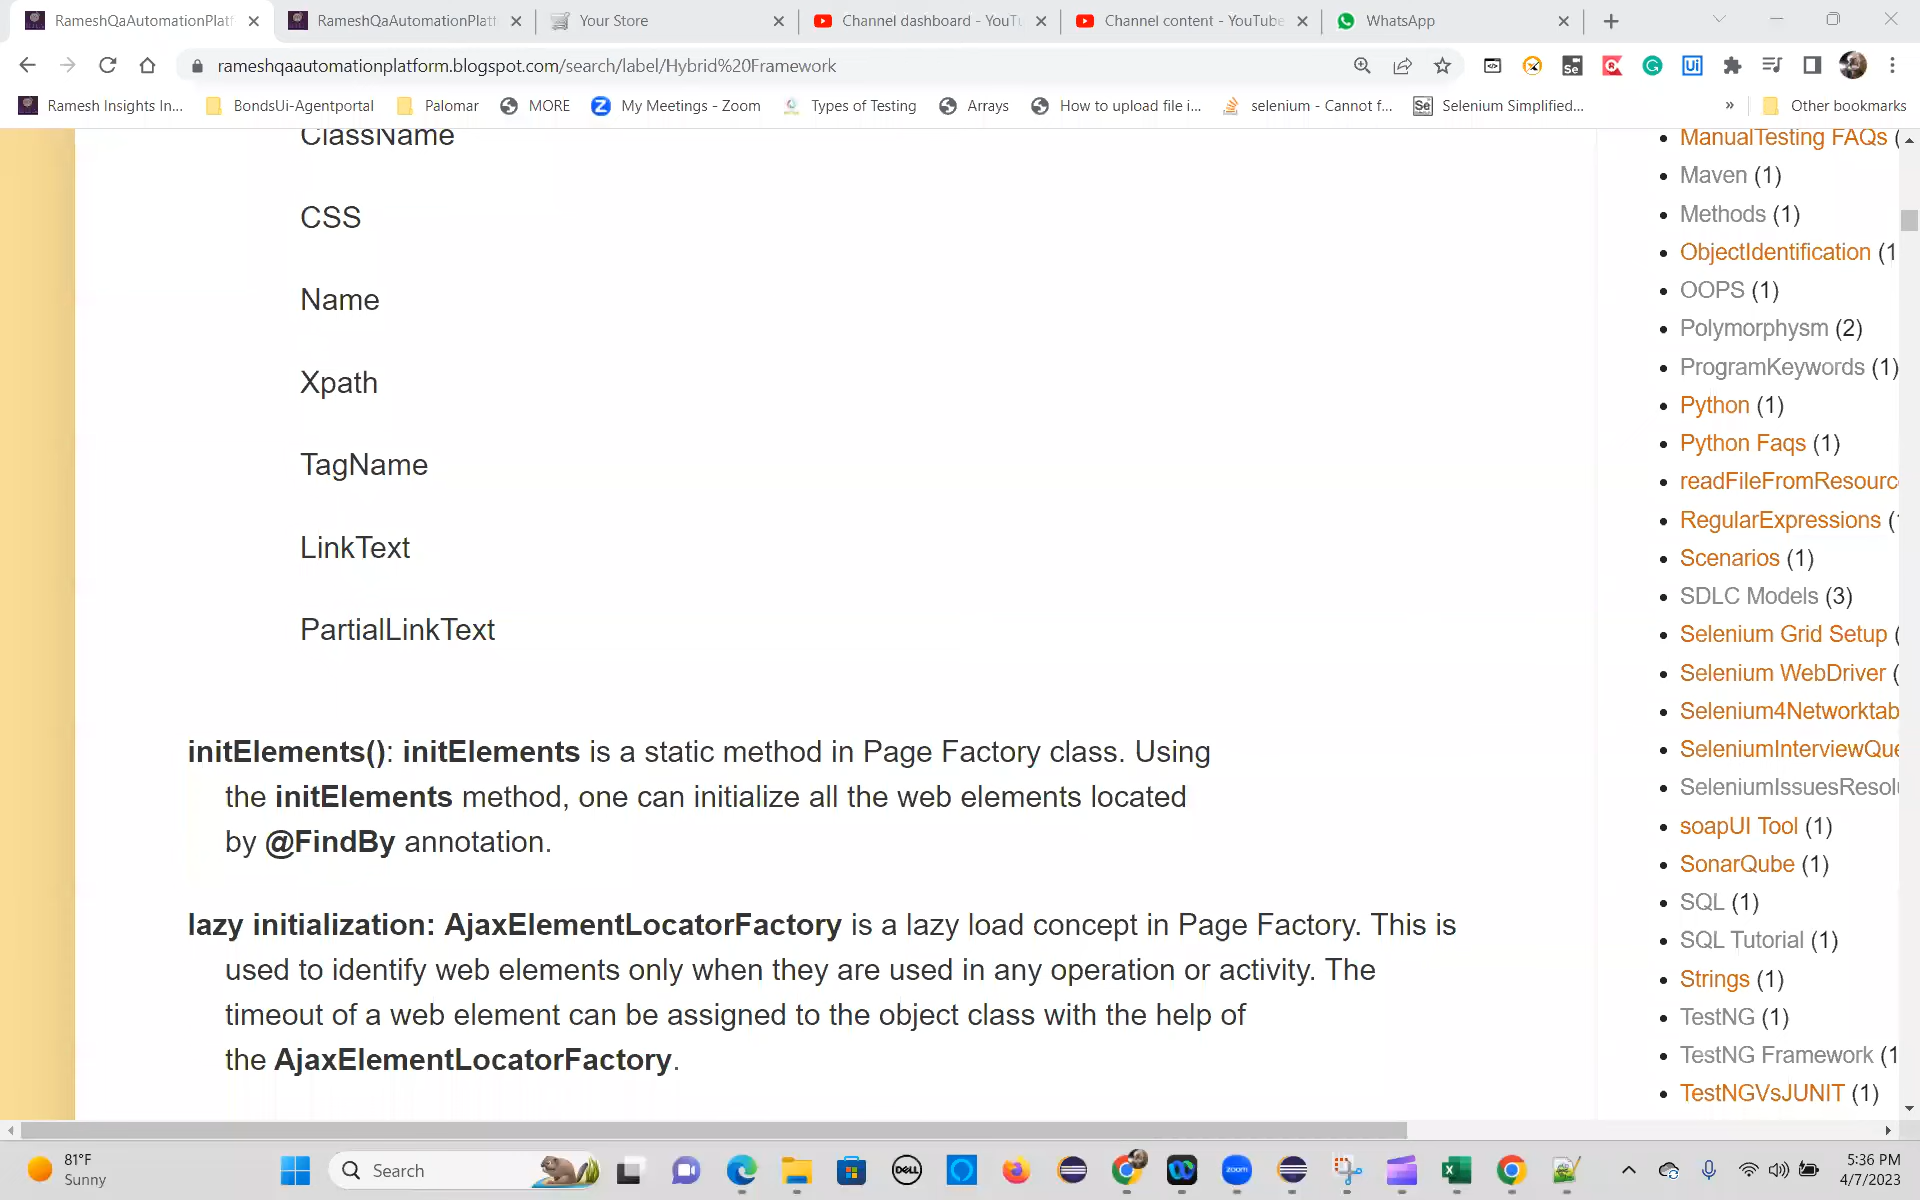 RameshQaAutomationPlatf
RameshQaAutomationPlatf
Your Store
Channel dashboard - YouTu
Channel content - YouTube
WhatsApp
rameshqaautomationplatform.blogspot.com/search/label/Hybrid%20Framework
Ramesh Insights In...
BondsUi-Agentportal
Palomar
MORE
My Meetings - Zoom
Types of Testing
Arrays
How to upload file i...
selenium - Cannot f...
Selenium Simplified...
»
Other bookmarks
ClassName
CSS
Name
Xpath
TagName
LinkText
PartialLinkText
initElements(): initElements is a static method in Page Factory class. Using
the initElements method, one can initialize all the web elements located
by @FindBy annotation.
lazy initialization: AjaxElementLocatorFactory is a lazy load concept in Page Factory. This is
used to identify web elements only when they are used in any operation or activity. The
timeout of a web element can be assigned to the object class with the help of
the AjaxElementLocatorFactory.
ManualTesting FAQs (
Maven (1)
Methods (1)
ObjectIdentification (1
OOPS (1)
Polymorphysm (2)
ProgramKeywords (1)
Python (1)
Python Faqs (1)
readFileFromResourc
RegularExpressions (
Scenarios (1)
SDLC Models (3)
Selenium Grid Setup (
Selenium WebDriver (
Selenium4Networktab
SeleniumInterviewQue
SeleniumIssuesResol
soapUI Tool (1)
SonarQube (1)
SQL (1)
SQL Tutorial (1)
Strings (1)
TestNG (1)
TestNG Framework (1
TestNGVsJUNIT (1)
81°F
Sunny
Search
DELL
zoom
5:36 PM
4/7/2023